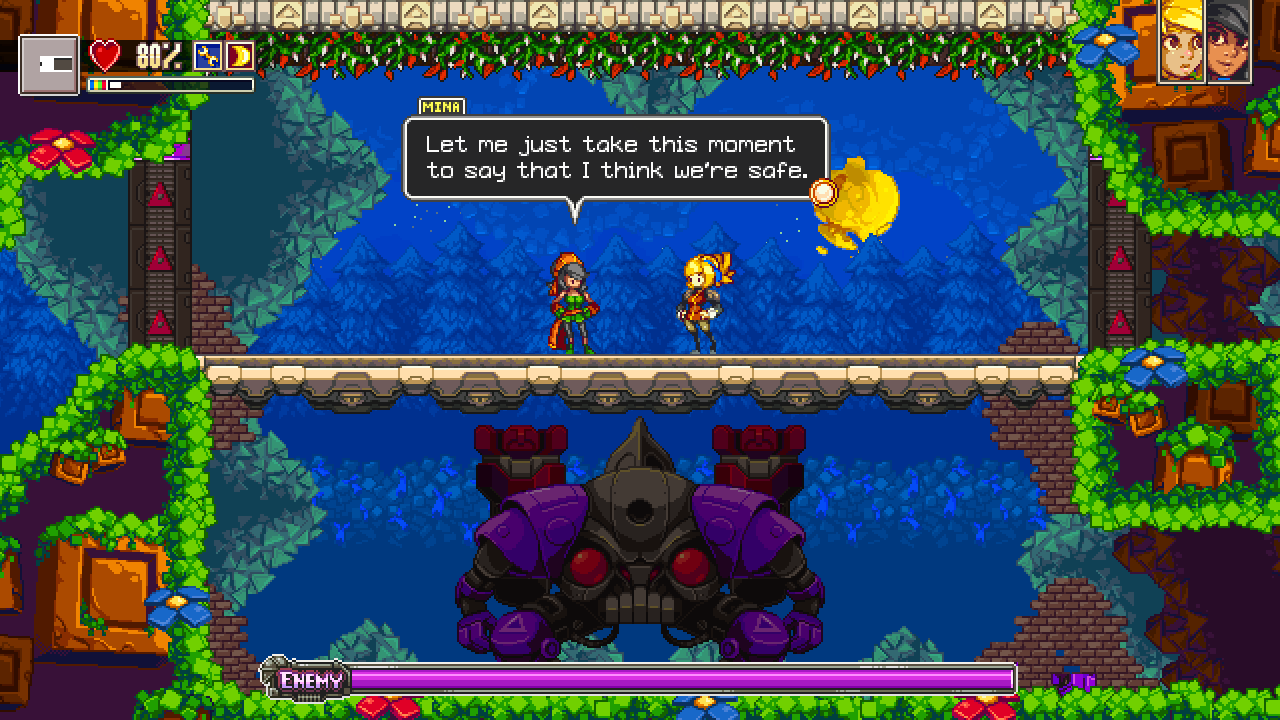 80%
MINA
Let me just take this moment
to say that I think we're safe.
ENEMY